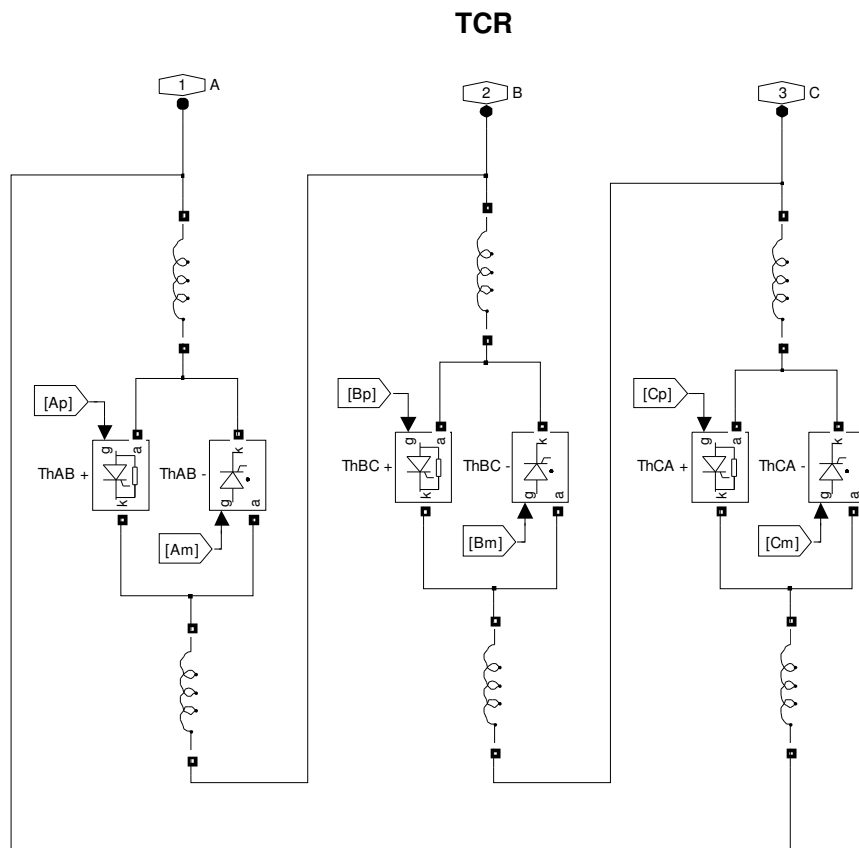 TCR
1 A
2 B
3 C
[Ap]
[Bp]
[Cp]
g a k
g a k
g a k
ThAB + ThAB - ThBC + ThBC - ThCA + ThCA -
k g a
k g a
k g a
[Am]
[Bm]
[Cm]